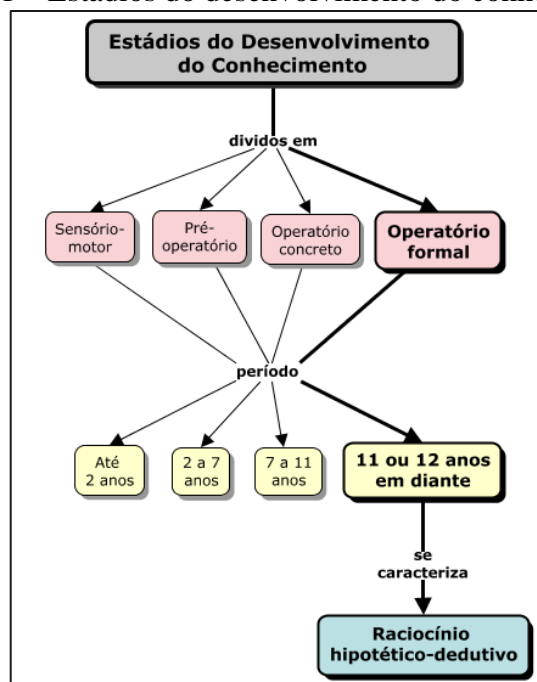 Estádios do Desenvolvimento
do Conhecimento
dividos em
Sensório-
motor
Pré-
operatório
Operatório
concreto
Operatório
formal
período
Até
2 anos
2 a 7
anos
7 a 11
anos
11 ou 12 anos
em diante
se
caracteriza
Raciocínio
hipotético-dedutivo